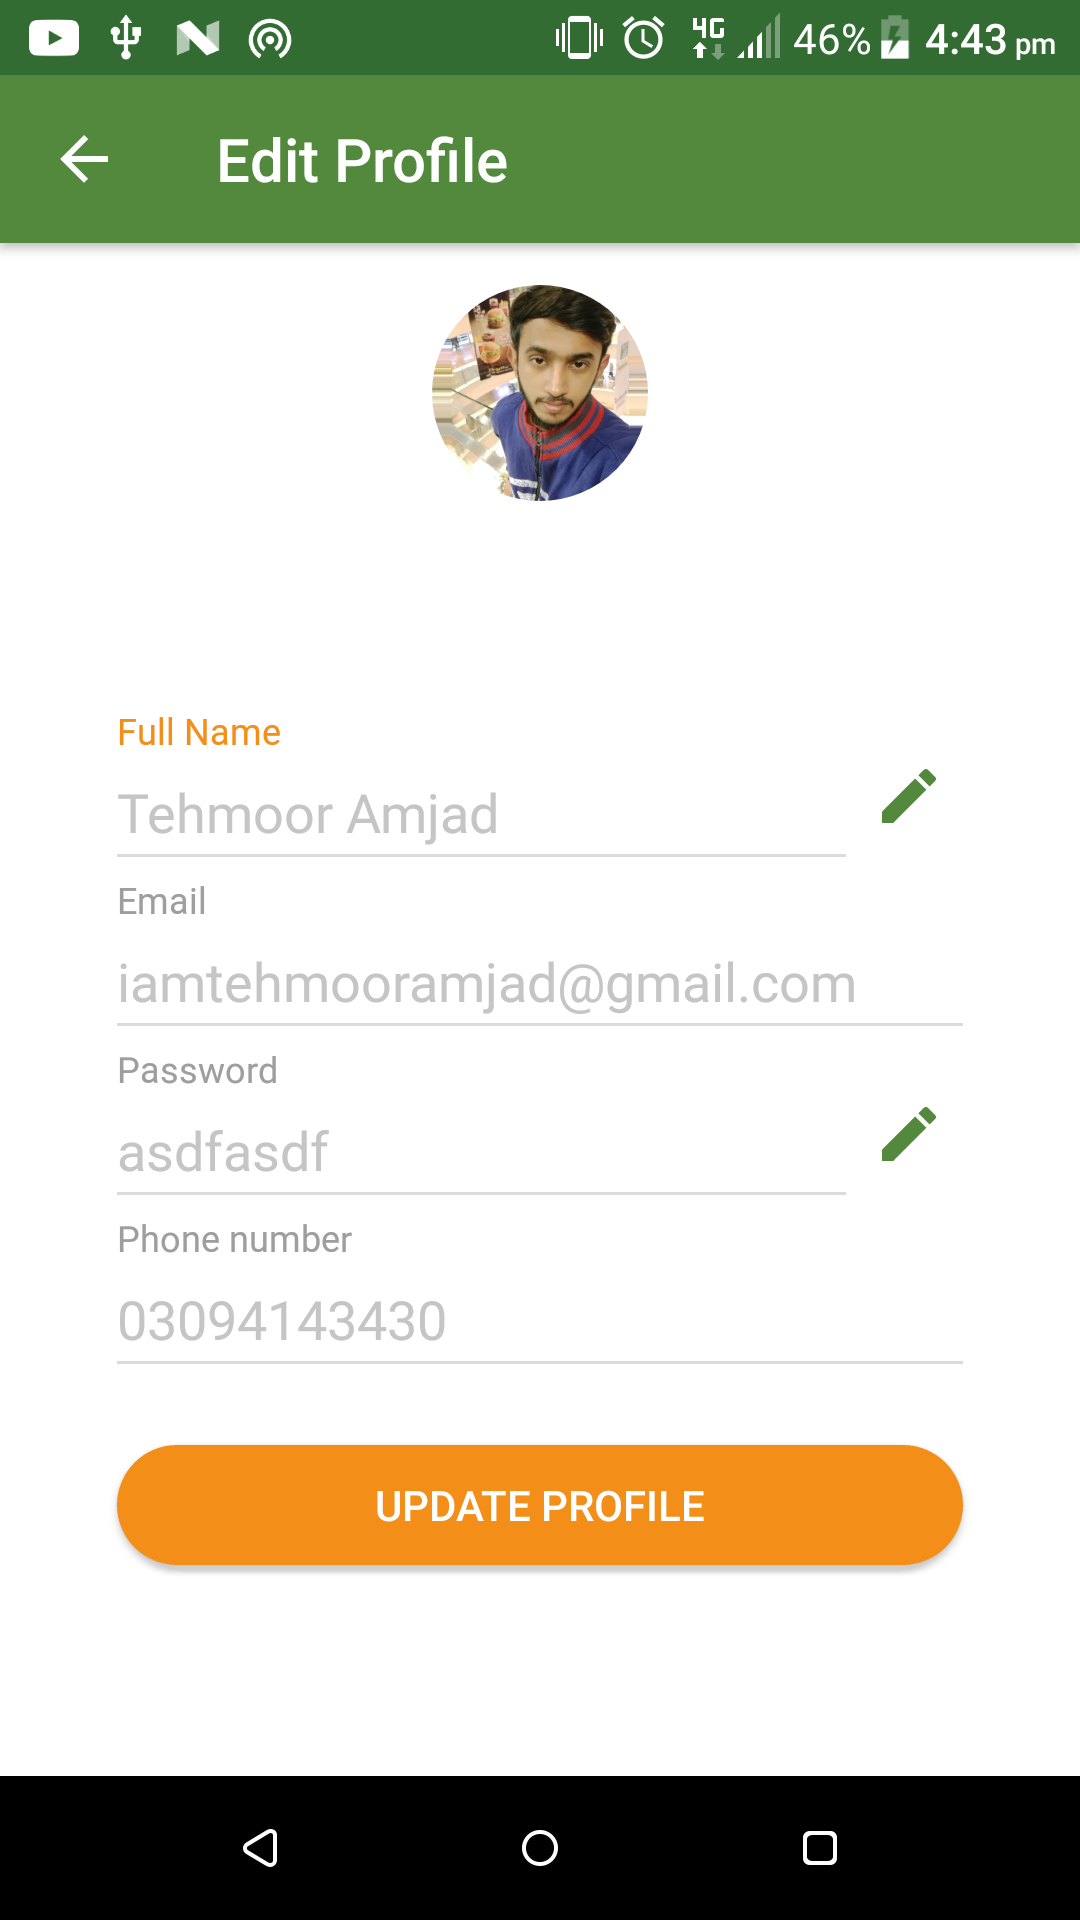 4G 46% 4:43 pm
Edit Profile
Full Name
Tehmoor Amjad
Email
iamtehmooramjad@gmail.com
Password
asdfasdf
Phone number
03094143430
UPDATE PROFILE